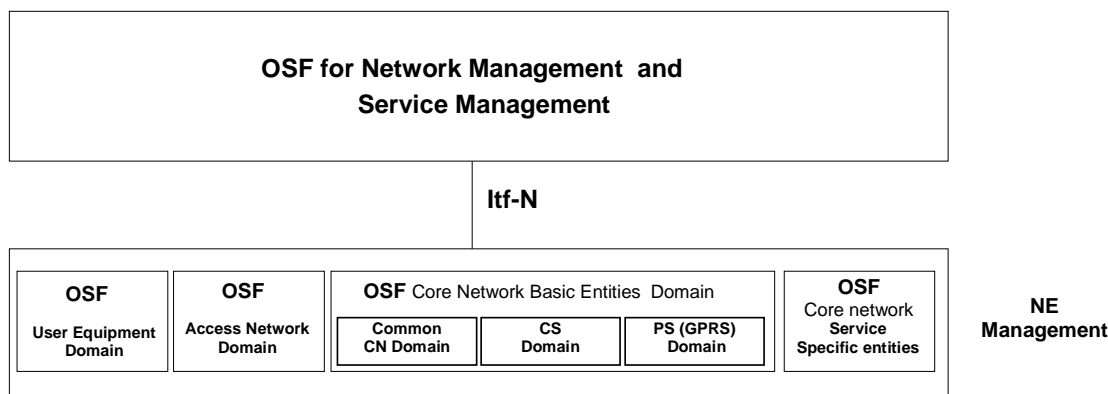 OSF for Network Management and
Service Management
Itf-N
OSF
User Equipment
Domain
OSF
Access Network
Domain
OSF Core Network Basic Entities Domain
Common
CN Domain
CS
Domain
PS (GPRS)
Domain
OSF
Core network
Service
Specific entities
NE
Management